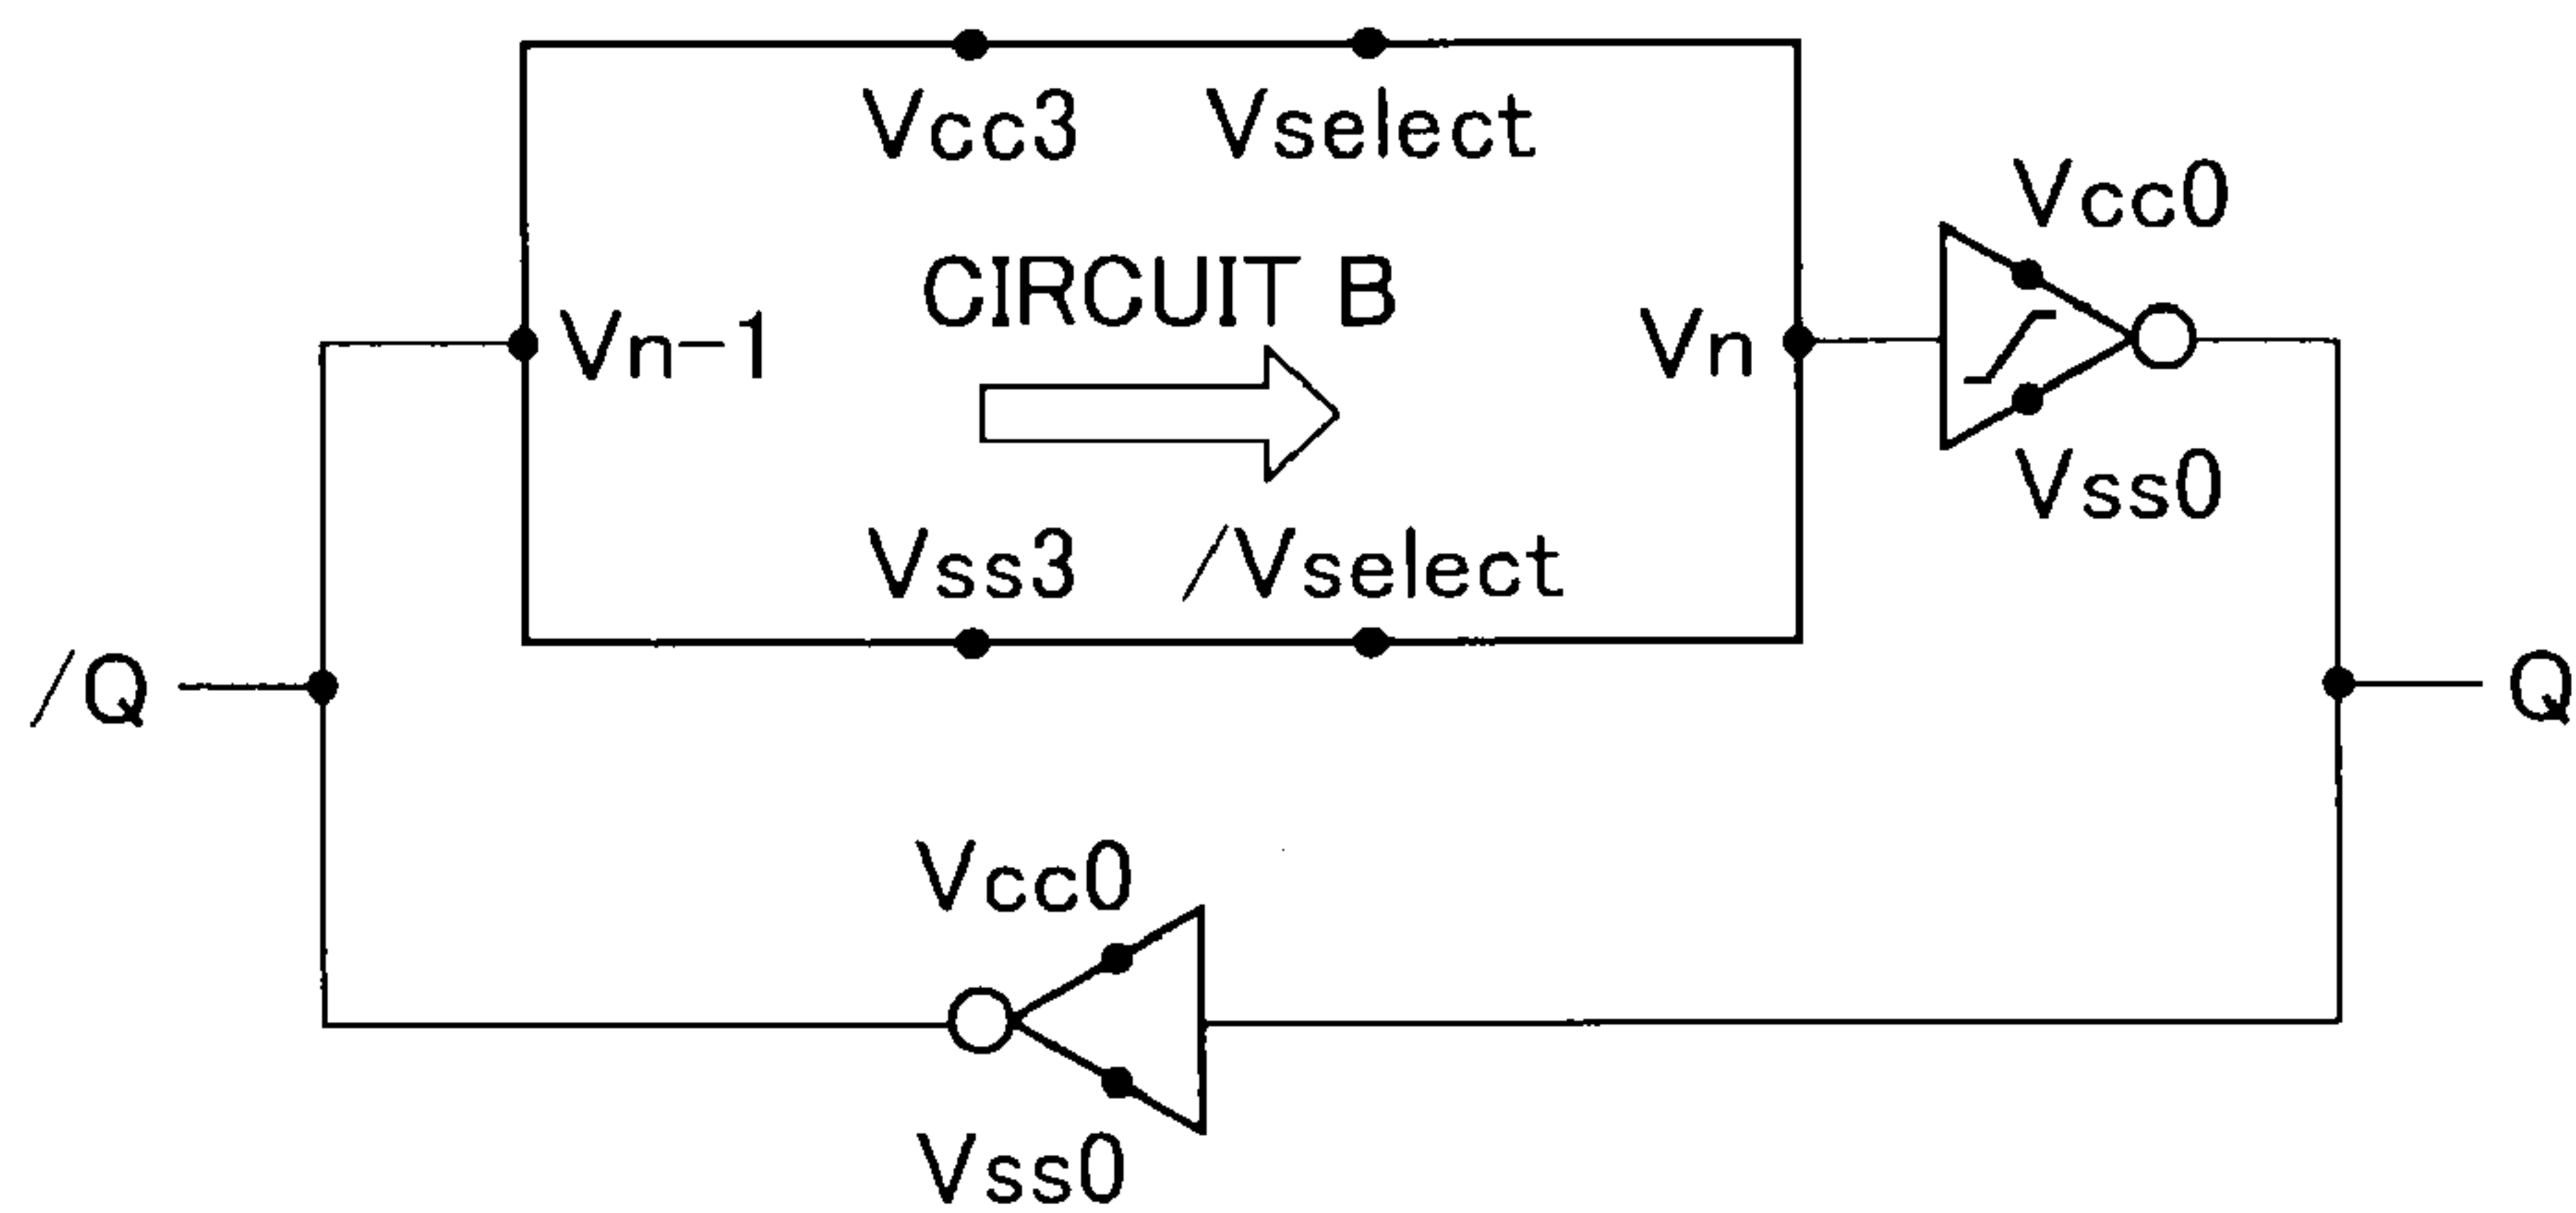 Vcc3 Vselect
Vcc0
CIRCUIT B
Vn-1
Vn
Vss0
Vss3 /Vselect
/Q
Q
Vcc0
Vss0